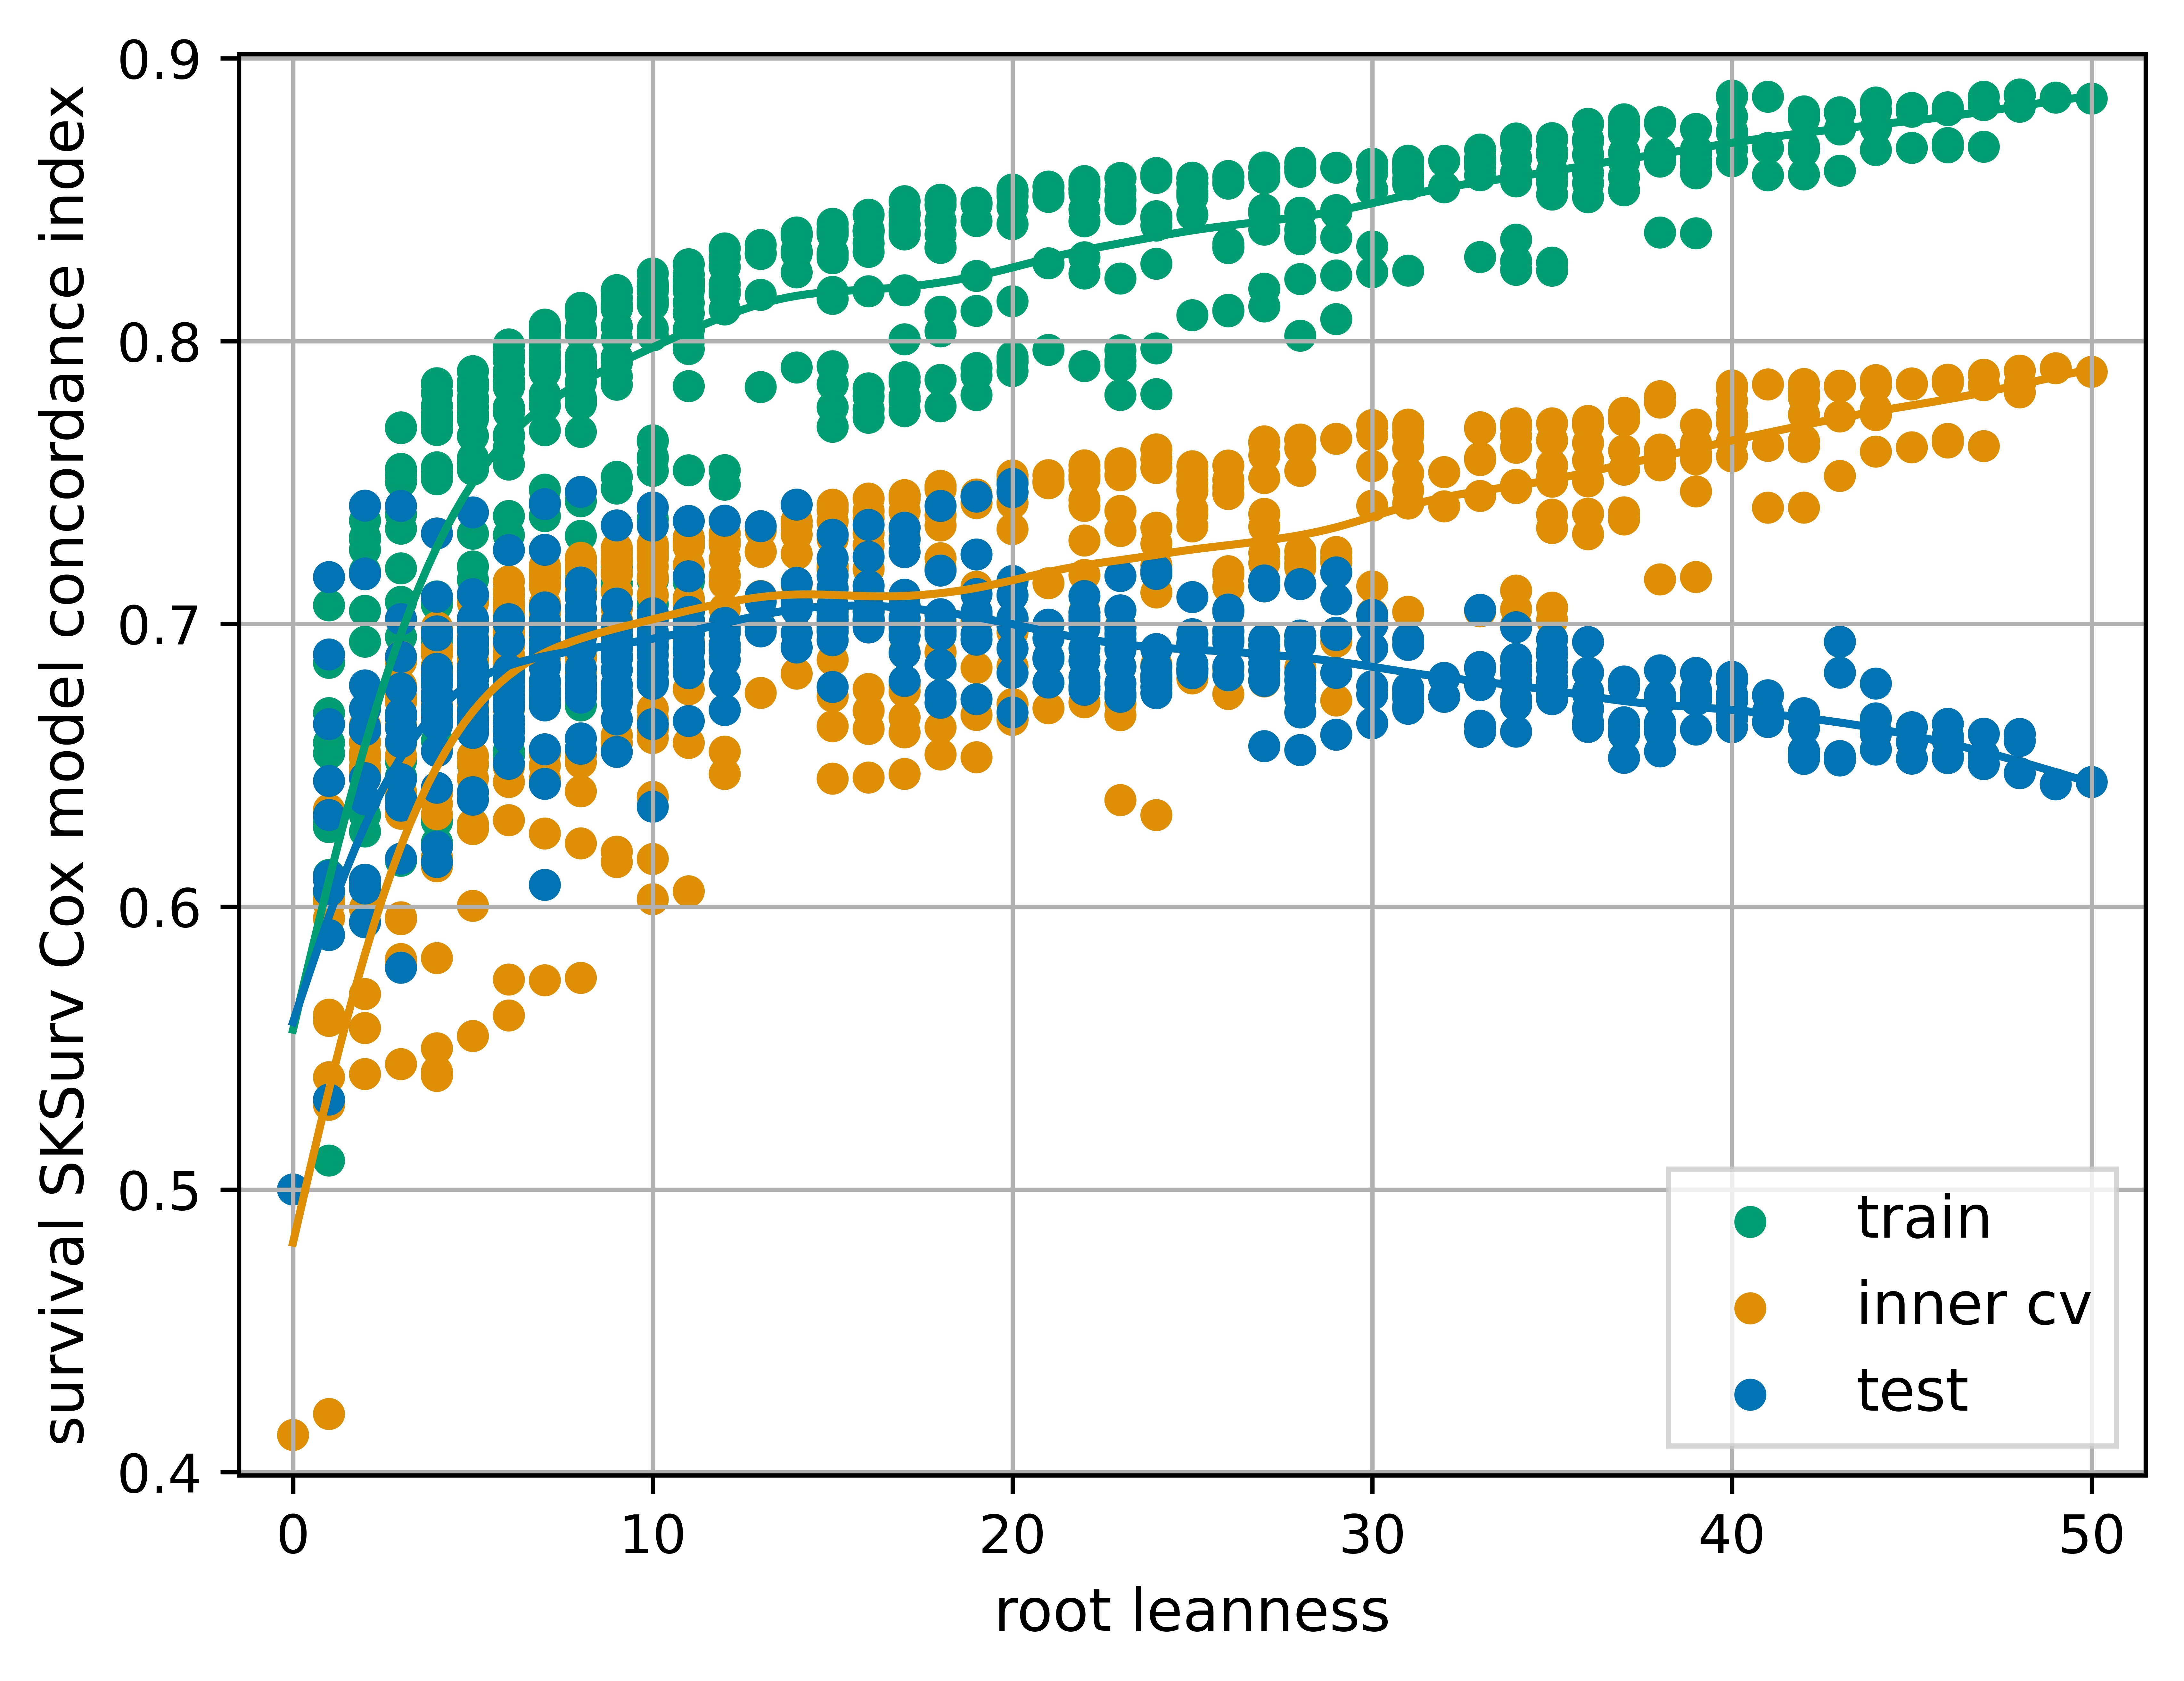 survival SKSurv Cox model concordance index
0.9
0.8
0.7
0.6
0.5
0.4
0 10 20 30 40 50
root leanness
train
inner cv
test